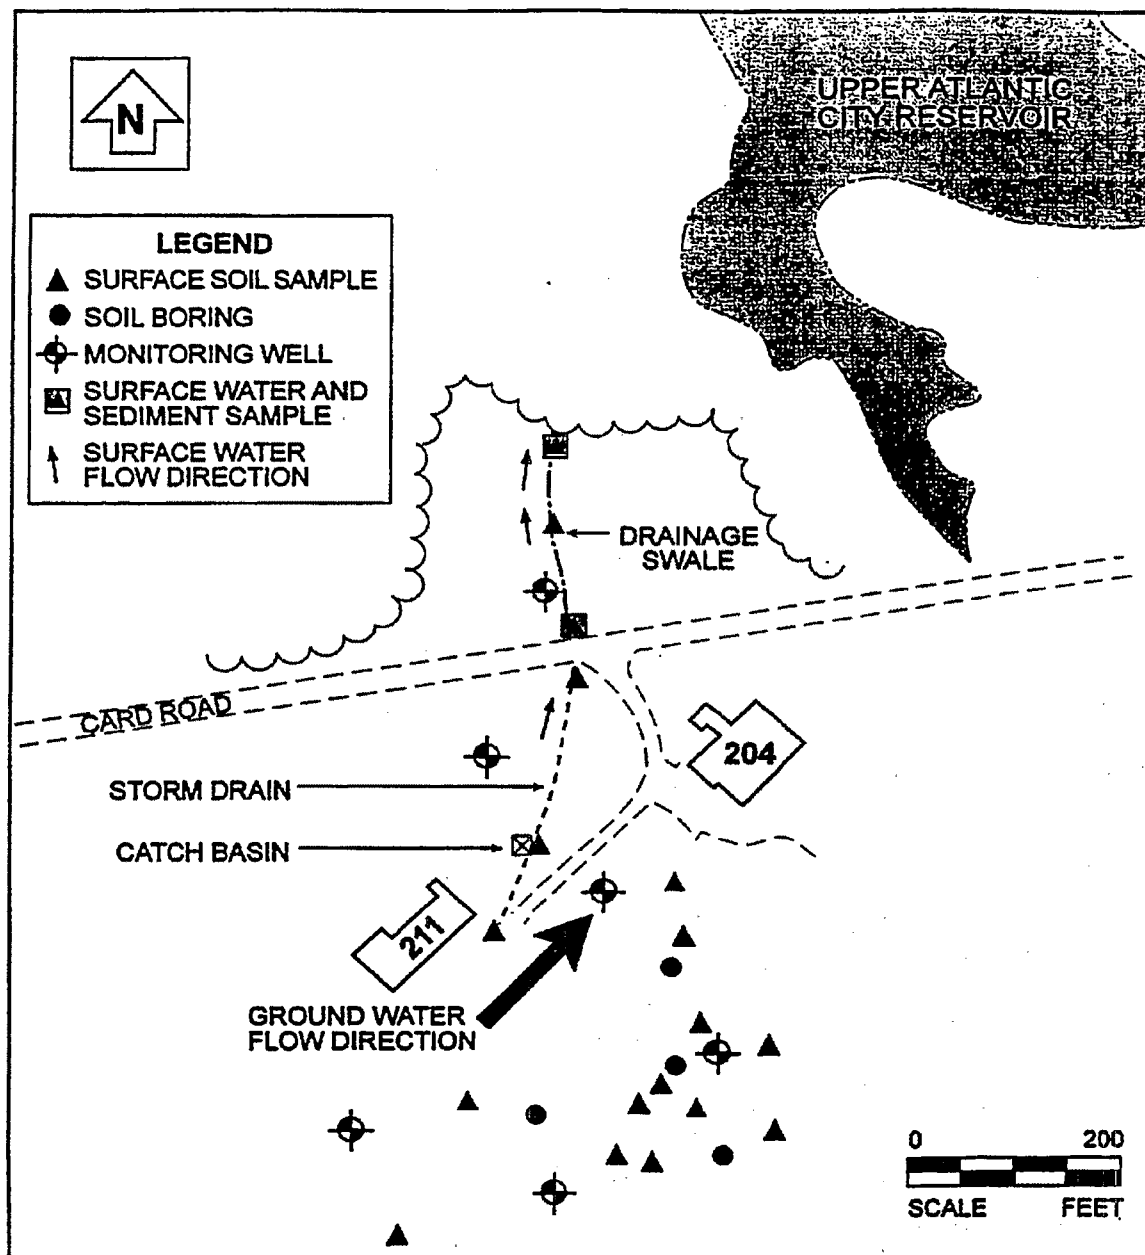 N
UPPER ATLANTIC
CITY RESERVOIR
LEGEND
SURFACE SOIL SAMPLE
SOIL BORING
MONITORING WELL
SURFACE WATER AND
SEDIMENT SAMPLE
SURFACE WATER
FLOW DIRECTION
DRAINAGE
SWALE
CARD ROAD
204
STORM DRAIN
CATCH BASIN
211
GROUND WATER
FLOW DIRECTION
0 200
SCALE FEET